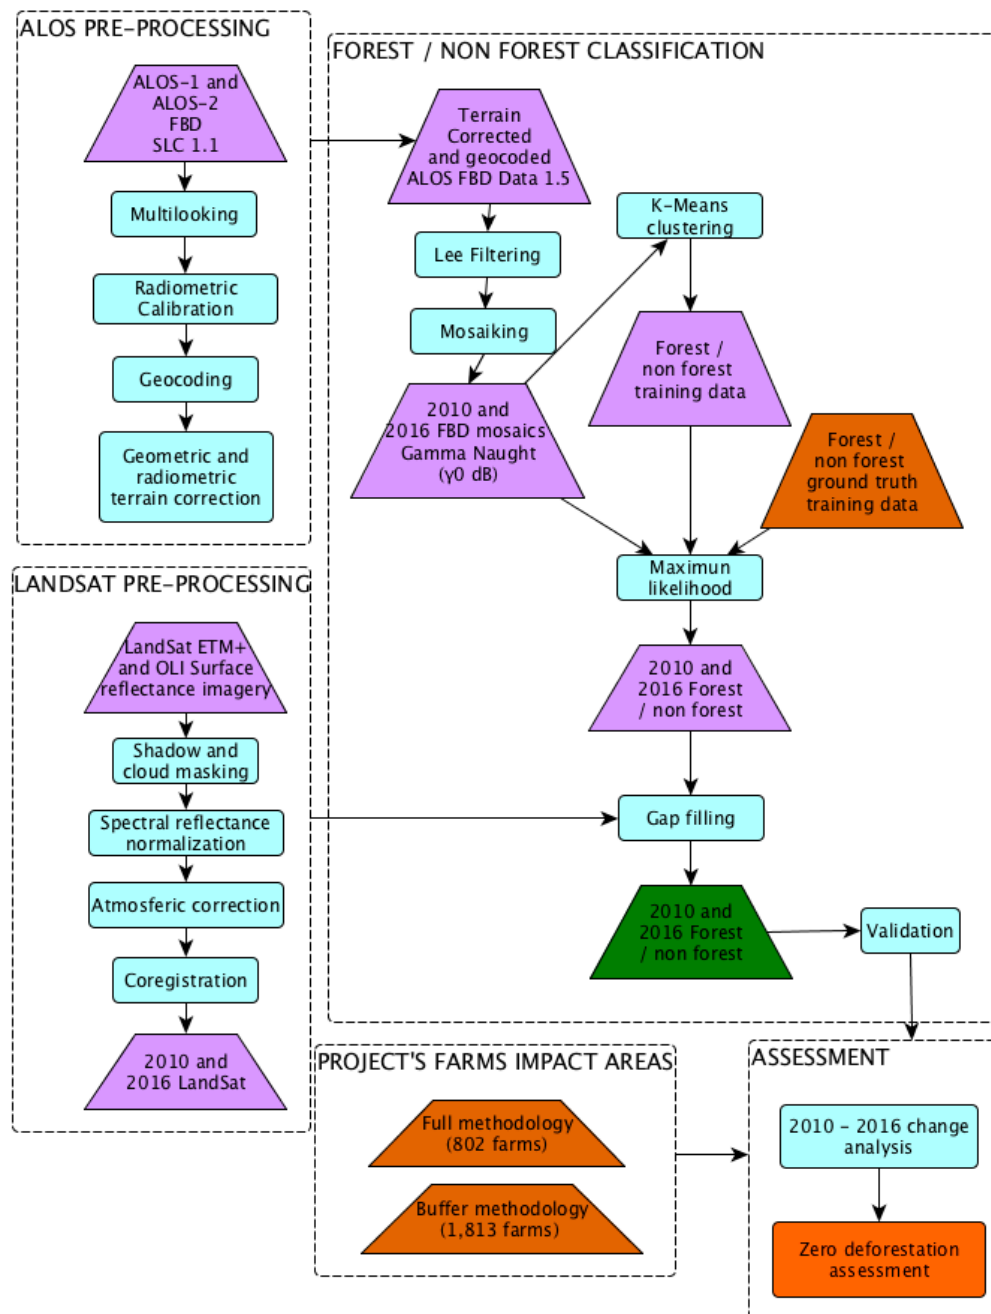 ALOS PRE-PROCESSING
ALOS-1 and
ALOS-2
FBD
SLC 1.1
Multilooking
Radiometric
Calibration
Geocoding
Geometric and
radiometric
terrain correction
LANDSAT PRE-PROCESSING
LandSat ETM+
and OLI Surface
reflectance imagery
Shadow and
cloud masking
Spectral reflectance
normalization
Atmosferic correction
Coregistration
2010 and
2016 LandSat
FOREST / NON FOREST CLASSIFICATION
Terrain
Corrected
and geocoded
ALOS FBD Data 1.5
Lee Filtering
Mosaiking
2010 and
2016 FBD mosaics
Gamma Naught
(γ0 dB)
K-Means
clustering
Forest /
non forest
training data
Forest /
non forest
ground truth
training data
Maximun
likelihood
2010 and
2016 Forest
/ non forest
Gap filling
2010 and
2016 Forest
/ non forest
Validation
PROJECT'S FARMS IMPACT AREAS
Full methodology
(802 farms)
Buffer methodology
(1,813 farms)
ASSESSMENT
2010 - 2016 change
analysis
Zero deforestation
assessment